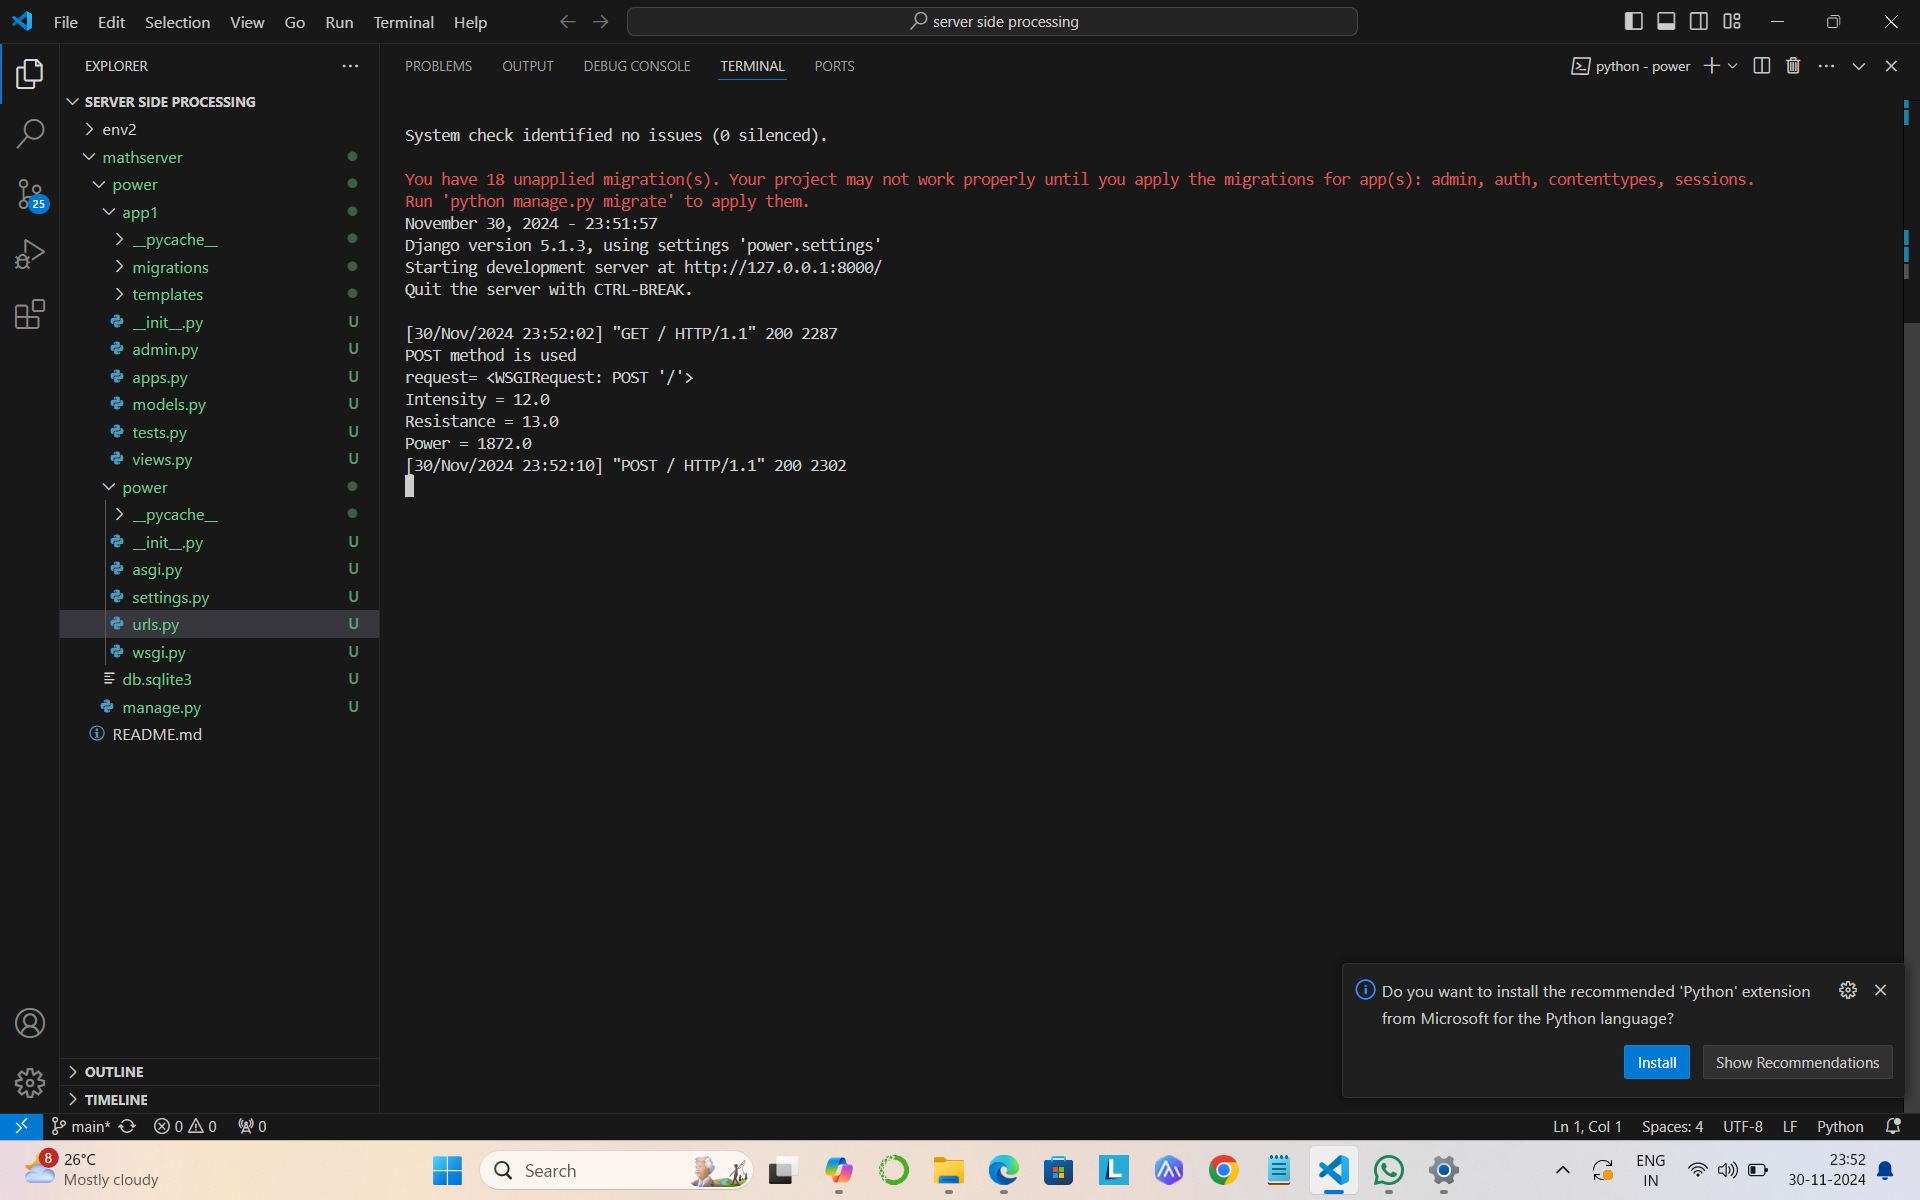 File Edit Selection View Go Run Terminal Help
server side processing
EXPLORER
PROBLEMS OUTPUT DEBUG CONSOLE TERMINAL PORTS
python - power
SERVER SIDE PROCESSING
env2
mathserver
power
app1
__pycache__
migrations
templates
__init__.py U
admin.py U
apps.py U
models.py U
tests.py U
views.py U
power
__pycache__
__init__.py U
asgi.py U
settings.py U
urls.py U
wsgi.py U
db.sqlite3 U
manage.py U
README.md
OUTLINE
TIMELINE
25
System check identified no issues (0 silenced).
You have 18 unapplied migration(s). Your project may not work properly until you apply the migrations for app(s): admin, auth, contenttypes, sessions.
Run 'python manage.py migrate' to apply them.
November 30, 2024 - 23:51:57
Django version 5.1.3, using settings 'power.settings'
Starting development server at http://127.0.0.1:8000/
Quit the server with CTRL-BREAK.
[30/Nov/2024 23:52:02] "GET / HTTP/1.1" 200 2287
POST method is used
request= <WSGIRequest: POST '/'>
Intensity = 12.0
Resistance = 13.0
Power = 1872.0
[30/Nov/2024 23:52:10] "POST / HTTP/1.1" 200 2302
Do you want to install the recommended 'Python' extension
from Microsoft for the Python language?
Install Show Recommendations
main* 0 0 0
Ln 1, Col 1 Spaces: 4 UTF-8 LF Python
8
26°C
Mostly cloudy
Search
L
ENG
IN
23:52
30-11-2024